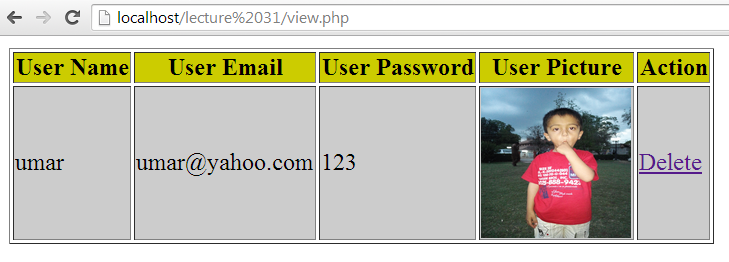 localhost/lecture%2031/view.php
User Name User Email User Password User Picture Action
umar umar@yahoo.com 123 Delete